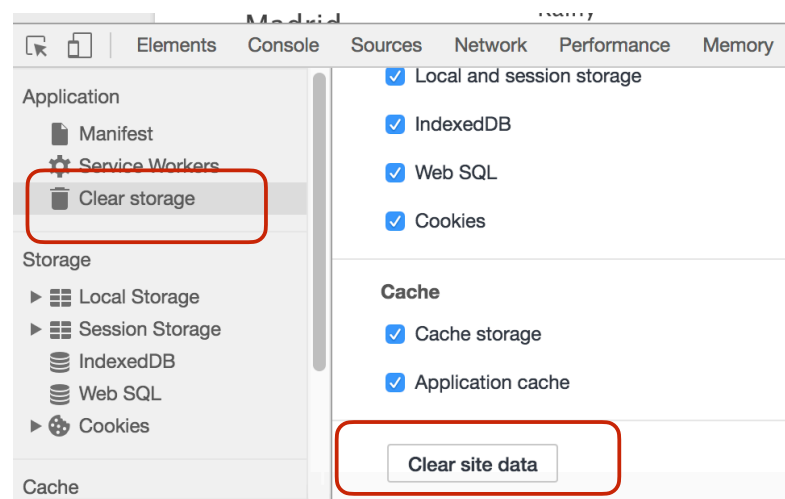 Madrid
Rainy
Elements Console Sources Network Performance Memory
Application
Manifest
Service Workers
Clear storage
Storage
Local Storage
Session Storage
IndexedDB
Web SQL
Cookies
Cache
Local and session storage
IndexedDB
Web SQL
Cookies
Cache
Cache storage
Application cache
Clear site data